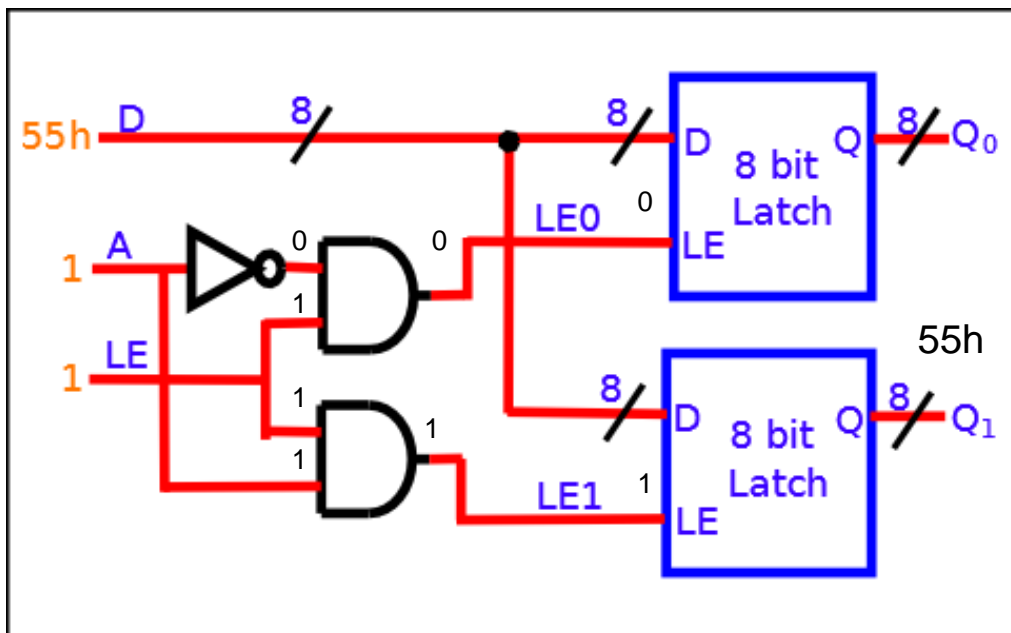 D 8 8
55h D Q 8 Q₀
8 bit
Latch
0
LE0
A 0 0
1 LE
1
LE
1
55h
1 8 8
D Q Q₁
1 1 8 bit
Latch
1
LE1
LE